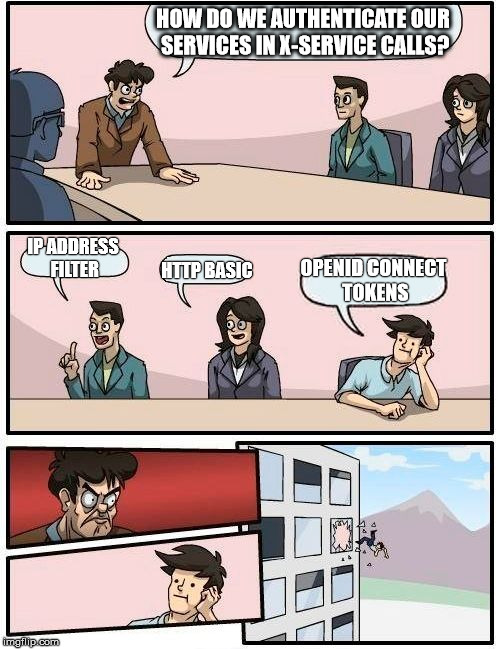 HOW DO WE AUTHENTICATE OUR
SERVICES IN X-SERVICE CALLS?
IP ADDRESS
FILTER
HTTP BASIC
OPENID CONNECT
TOKENS
imgflip.com